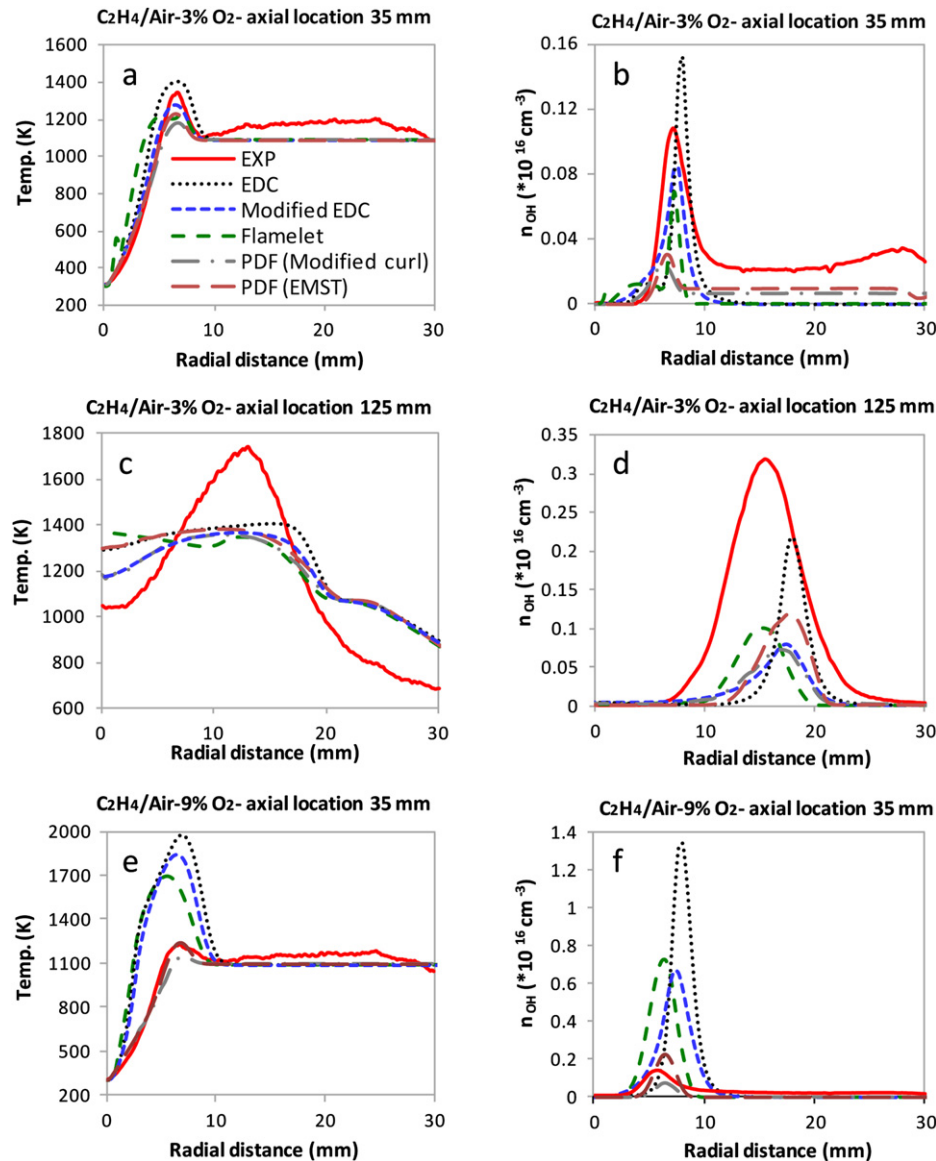 C2H4/Air-3% O2- axial location 35 mm
a
Temp. (K)
1600
1400
1200
1000
800
600
400
200
EXP
EDC
Modified EDC
Flamelet
PDF (Modified curl)
PDF (EMST)
0 10 20 30
Radial distance (mm)
C2H4/Air-3% O2- axial location 35 mm
b
nOH (*10 16 cm -3)
0.16
0.12
0.08
0.04
0
0 10 20 30
Radial distance (mm)
C2H4/Air-3% O2- axial location 125 mm
c
Temp. (K)
1800
1600
1400
1200
1000
800
600
0 10 20 30
Radial distance (mm)
C2H4/Air-3% O2- axial location 125 mm
d
nOH (*10 16 cm -3)
0.35
0.3
0.25
0.2
0.15
0.1
0.05
0
0 10 20 30
Radial distance (mm)
C2H4/Air-9% O2- axial location 35 mm
e
Temp. (K)
2000
1700
1400
1100
800
500
200
0 10 20 30
Radial distance (mm)
C2H4/Air-9% O2- axial location 35 mm
f
nOH (*10 16 cm -3)
1.4
1.2
1
0.8
0.6
0.4
0.2
0
0 10 20 30
Radial distance (mm)